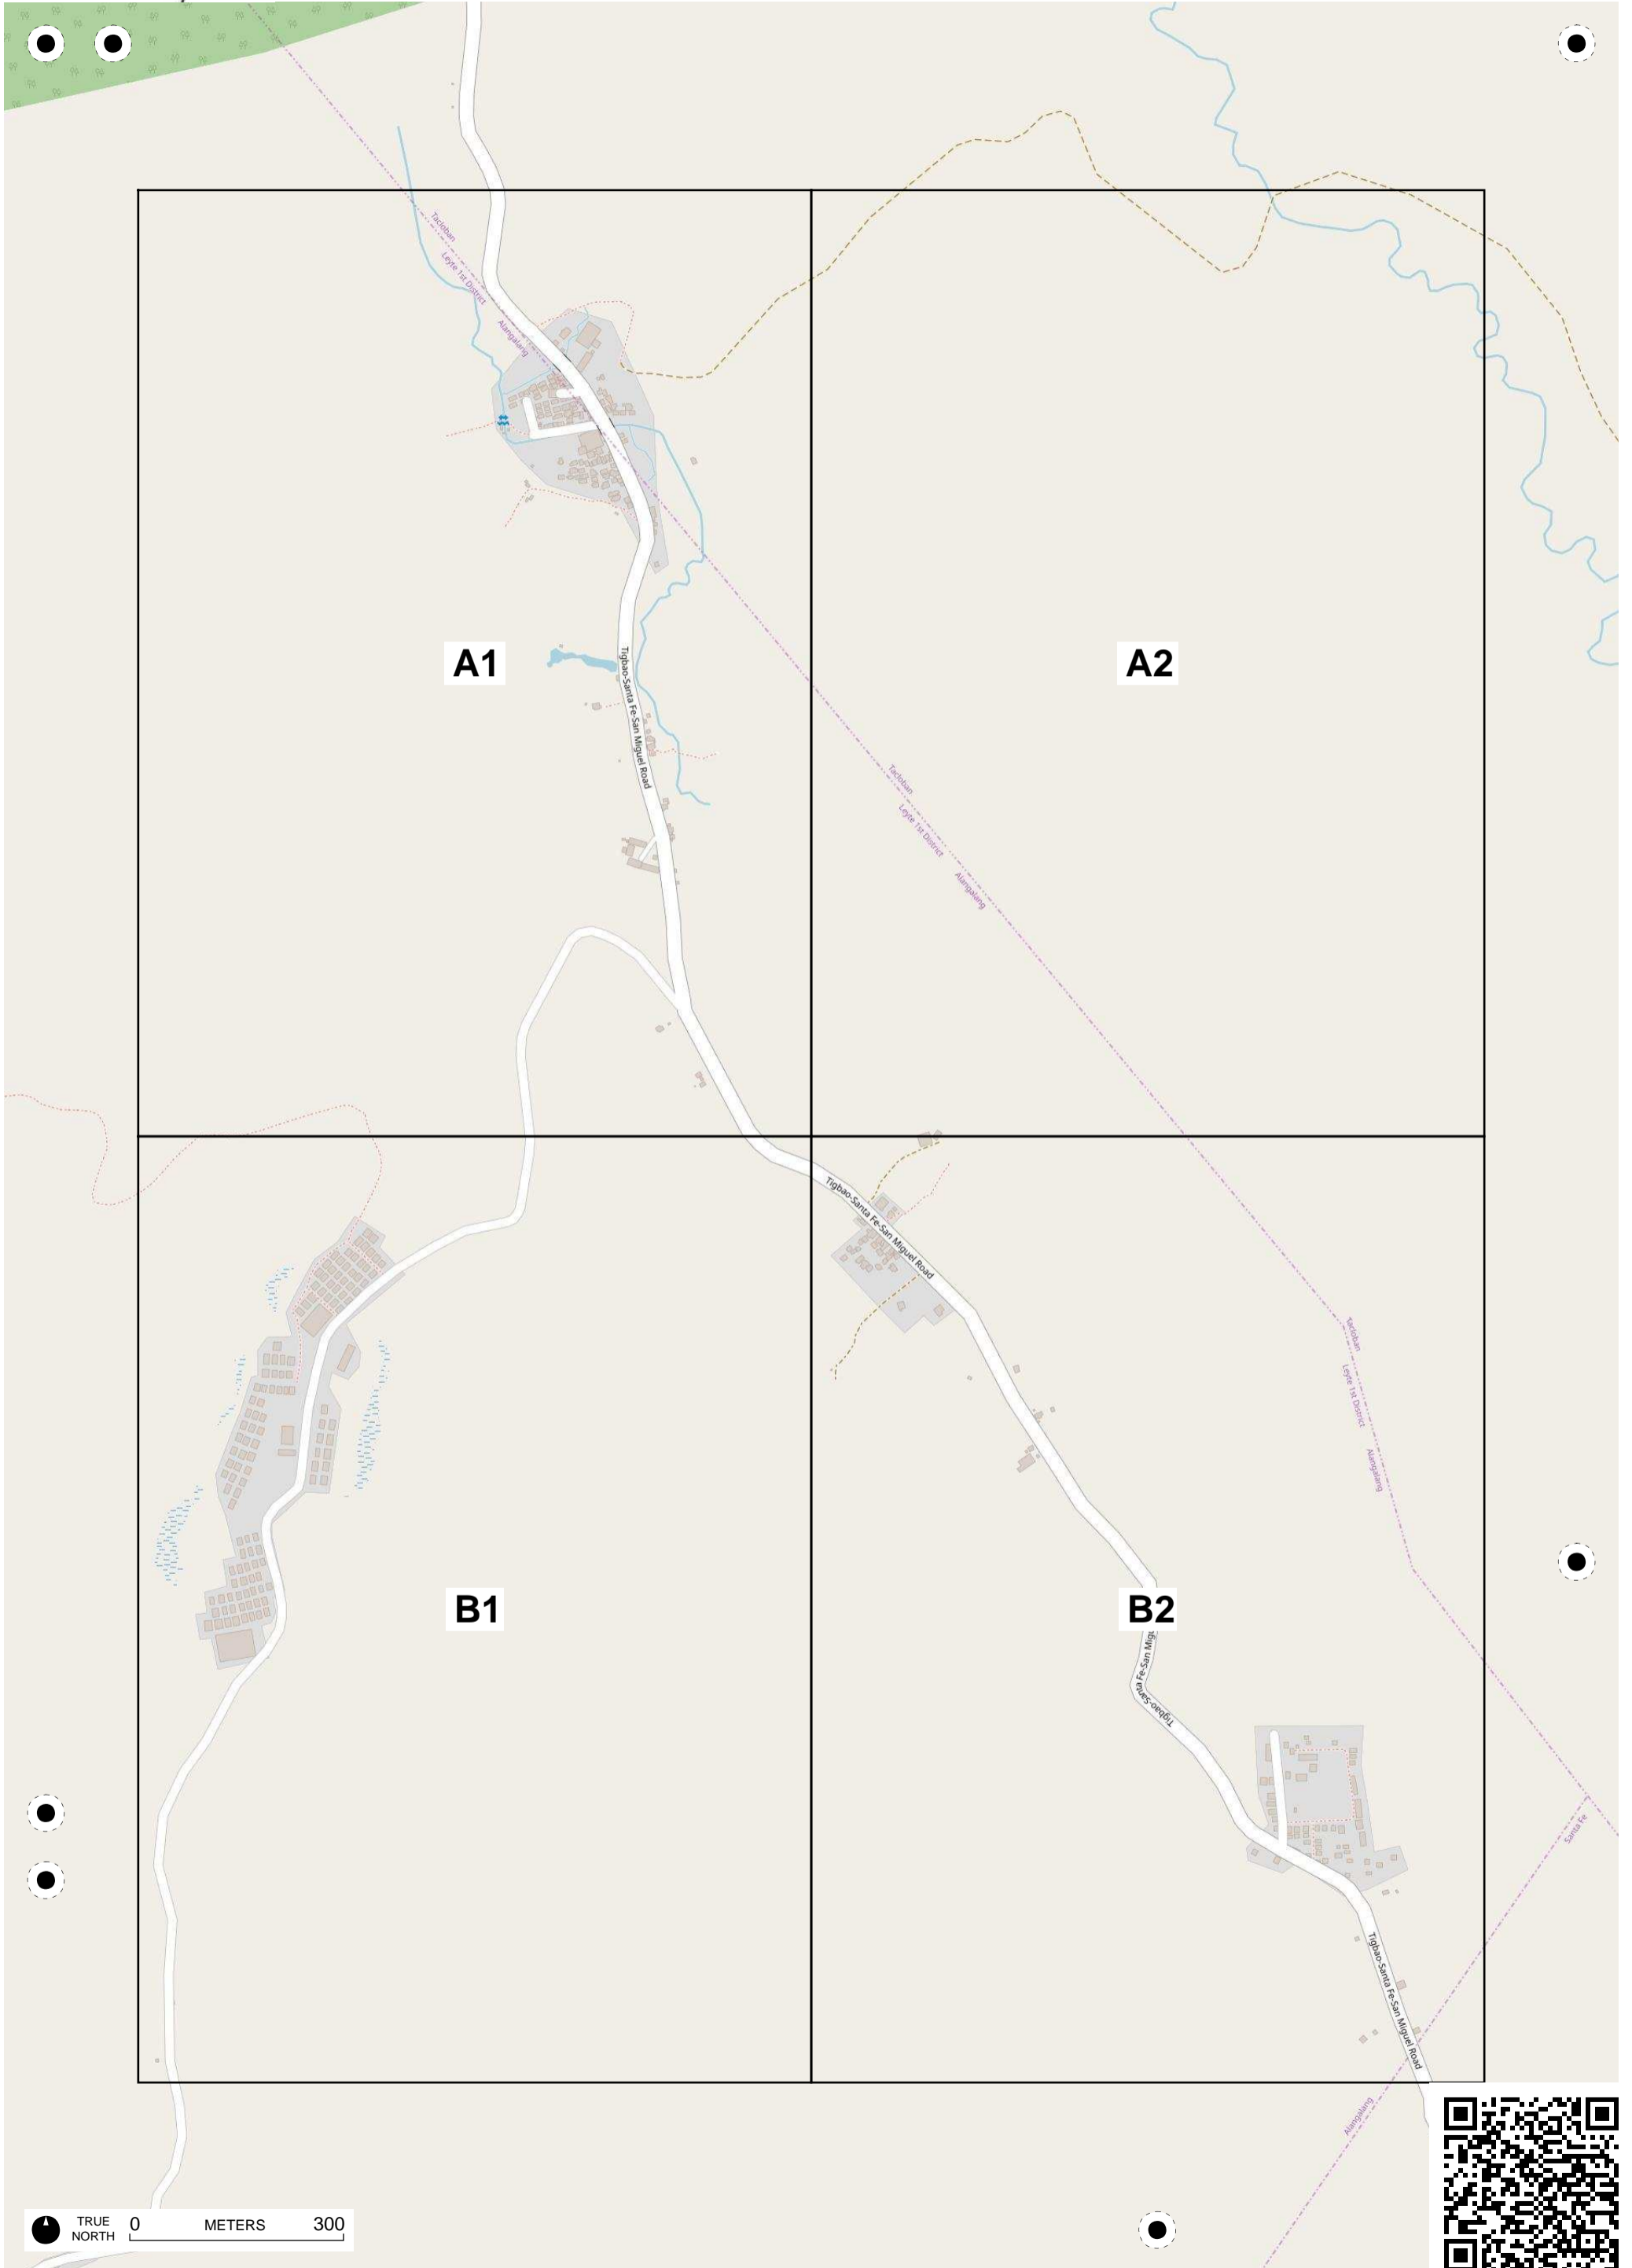 Tacloban
Leyte 1st District
Alangalang
A1
A2
Tigbao-Santa Fe-San Miguel Road
Tacloban
Leyte 1st District
Alangalang
Tigbao-Santa Fe-San Miguel Road
Tacloban
Leyte 1st District
Alangalang
B1
B2
Tigbao-Santa Fe-San Migu
Santa Fe
Tigbao-Santa Fe-San Miguel Road
Alangalang
TRUE
NORTH
0 METERS 300